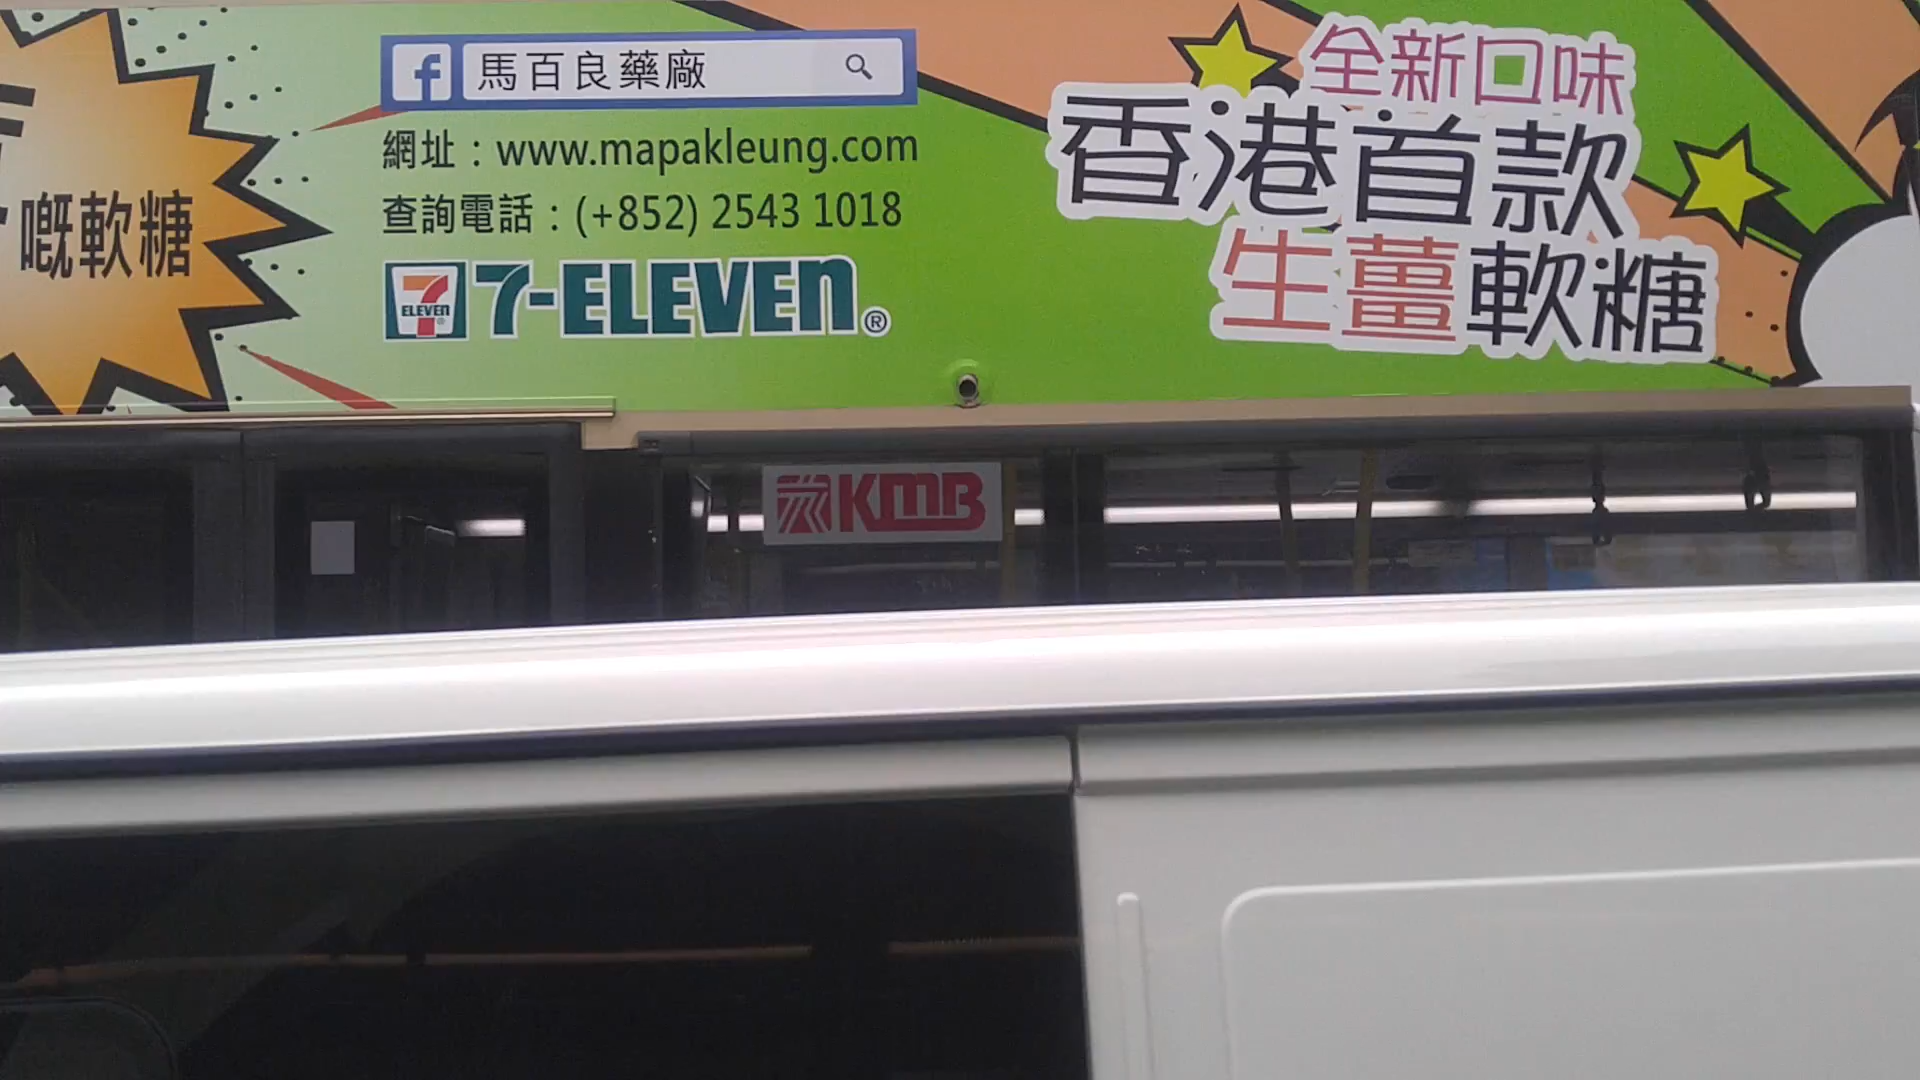 嘅軟糖
馬百良藥廠
網址：www.mapakleung.com
查詢電話：(+852) 2543 1018
7-ELEVEn®
ELEVEn
全新口味
香港首款
生薑軟糖
KMB